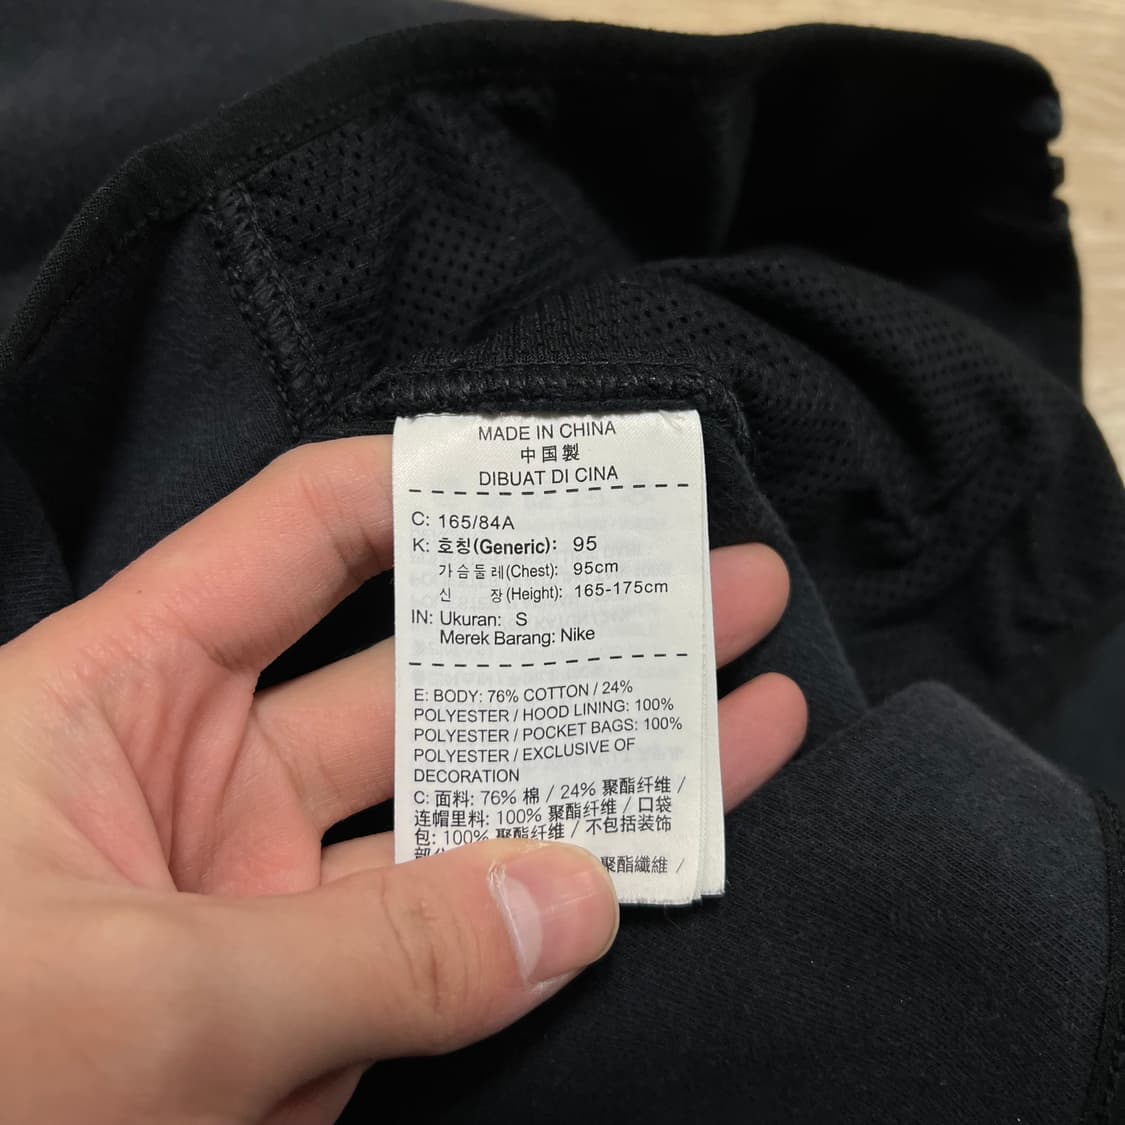 MADE IN CHINA
中国製
DIBUAT DI CINA
C: 165/84A
K: 호칭(Generic): 95
가슴둘레(Chest): 95cm
신 장(Height): 165-175cm
IN: Ukuran: S
Merek Barang: Nike
E: BODY: 76% COTTON / 24%
POLYESTER / HOOD LINING: 100%
POLYESTER / POCKET BAGS: 100%
POLYESTER / EXCLUSIVE OF
DECORATION
C: 面料: 76% 棉 / 24% 聚酯纤维 /
连帽里料: 100% 聚酯纤维 / 口袋
包: 100% 聚酯纤维 / 不包括装饰
聚酯纖維 /